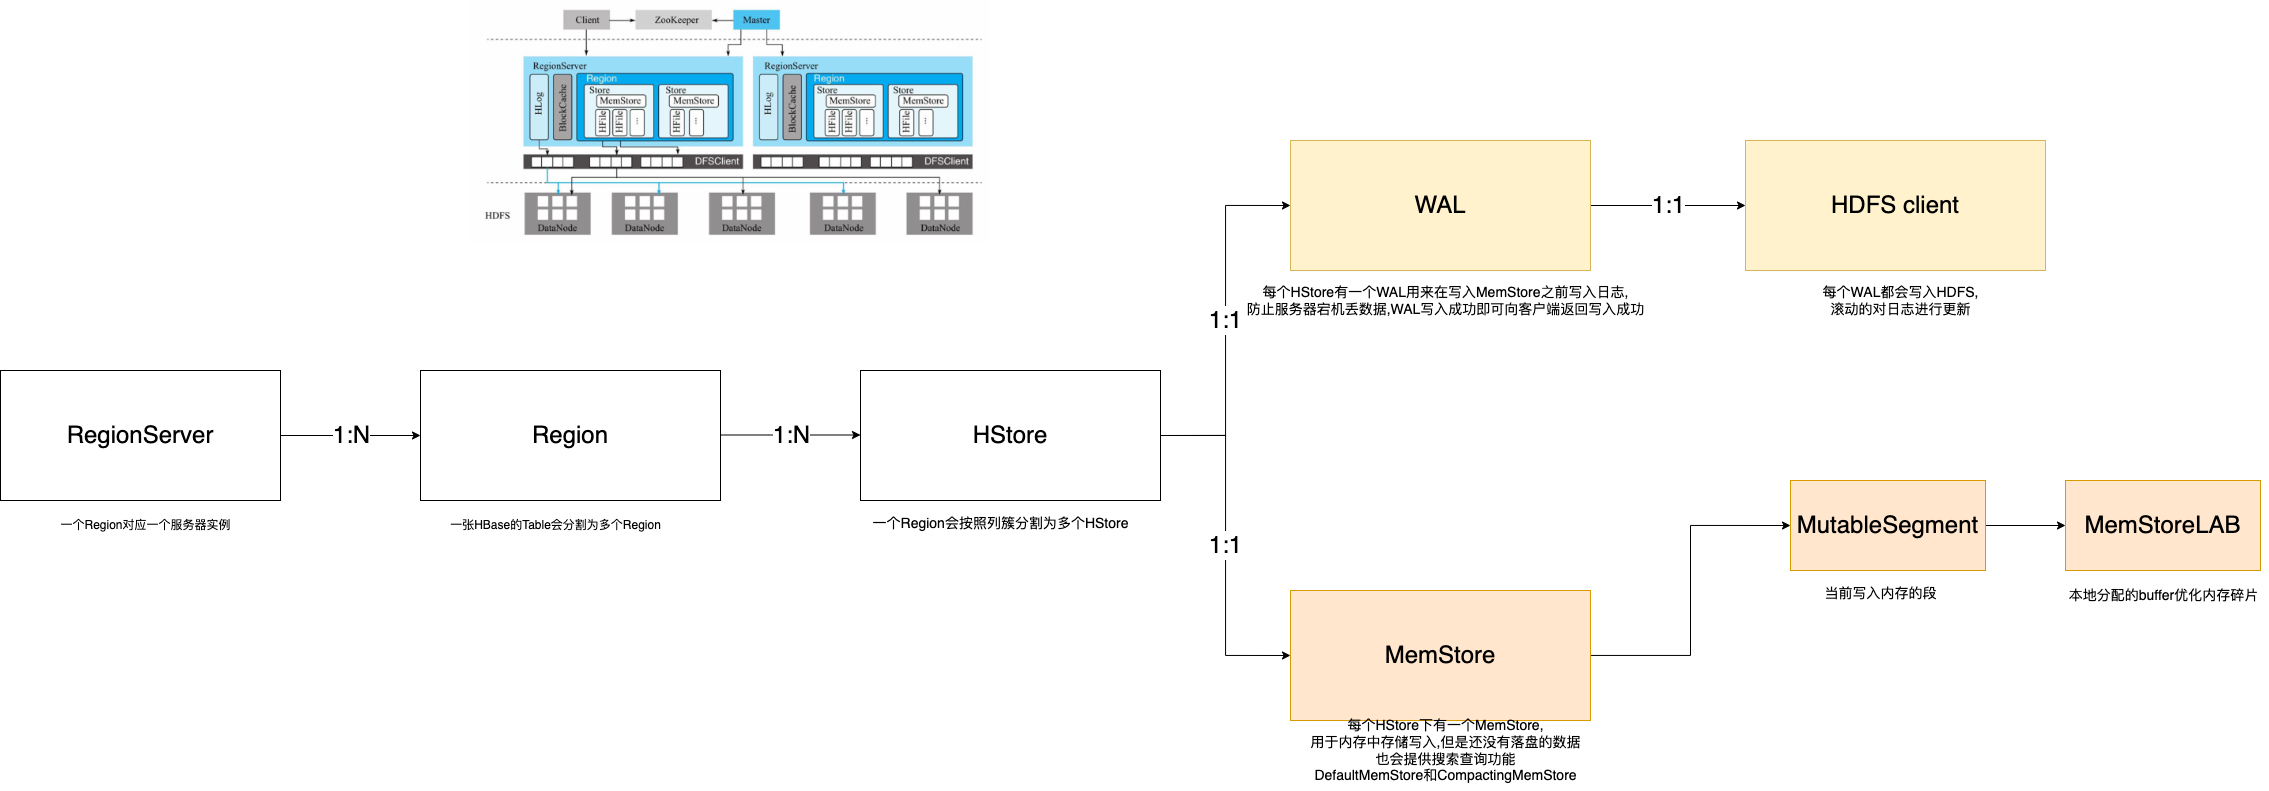 Client
ZooKeeper
Master
RegionServer
HLog
BlockCache
Region
Store
MemStore
HFile
HFile
...
Store
MemStore
HFile
...
DFSClient
RegionServer
HLog
BlockCache
Region
Store
MemStore
HFile
HFile
...
Store
MemStore
HFile
...
DFSClient
HDFS
DataNode
DataNode
DataNode
DataNode
DataNode
WAL
1:1
HDFS client
每个HStore有一个WAL用来在写入MemStore之前写入日志,
防止服务器宕机丢数据,WAL写入成功即可向客户端返回写入成功
每个WAL都会写入HDFS,
滚动的对日志进行更新
1:1
RegionServer
1:N
Region
1:N
HStore
一个Region对应一个服务器实例
一张HBase的Table会分割为多个Region
一个Region会按照列簇分割为多个HStore
1:1
MutableSegment
MemStoreLAB
当前写入内存的段
本地分配的buffer优化内存碎片
MemStore
每个HStore下有一个MemStore,
用于内存中存储写入,但是还没有落盘的数据
也会提供搜索查询功能
DefaultMemStore和CompactingMemStore